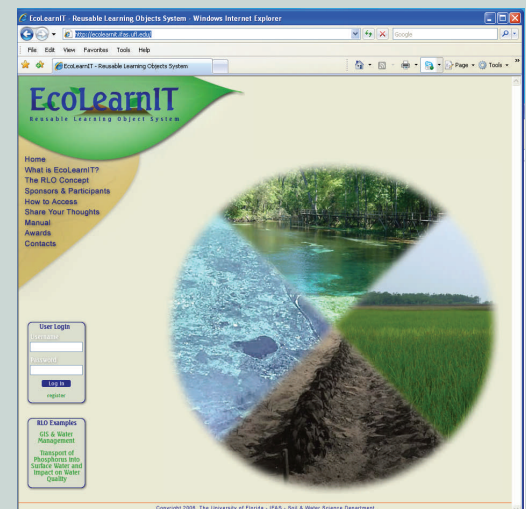 EcoLearnIT - Reusable Learning Objects System - Windows Internet Explorer
http://ecolearnit.ifas.ufl.edu/
Google
File Edit View Favorites Tools Help
EcoLearnIT - Reusable Learning Objects System
Page Tools
EcoLearnIT
Reusable Learning Object System
Home
What is EcoLearnIT?
The RLO Concept
Sponsors & Participants
How to Access
Share Your Thoughts
Manual
Awards
Contacts
User Login
Username
Password
Log In
register
RLO Examples
GIS & Water
Management
Transport of
Phosphorus into
Surface Water and
Impact on Water
Quality
Copyright 2008, The University of Florida - IFAS - Soil & Water Science Department